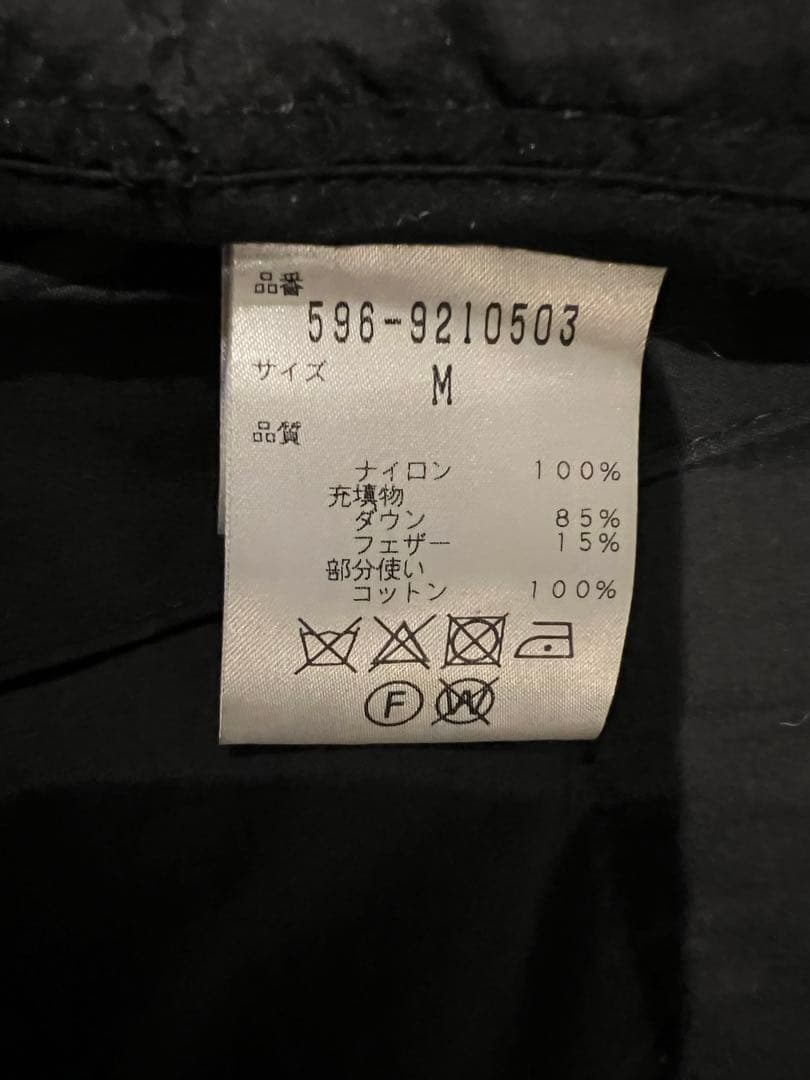 品番
596-9210503
サイズ M
品質
ナイロン 100%
充填物
ダウン 85%
フェザー 15%
部分使い
コットン 100%
F W